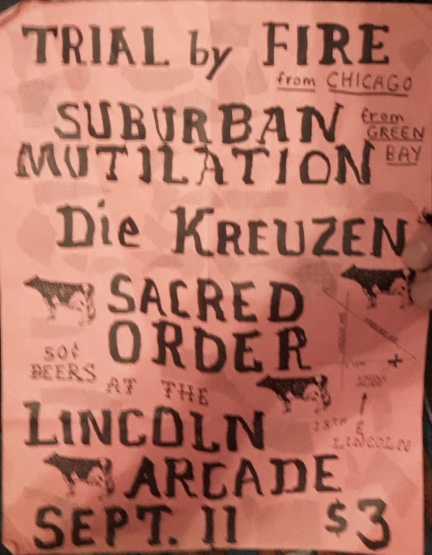 TRIAL by FIRE
from CHICAGO
SUBURBAN from
GREEN
MUTILATION BAY
Die KREUZEN
SACRED
ORDER
50¢
BEERS
AT THE
LINCOLN
13th &
LINCOLN
ARCADE
SEPT. 11 $3